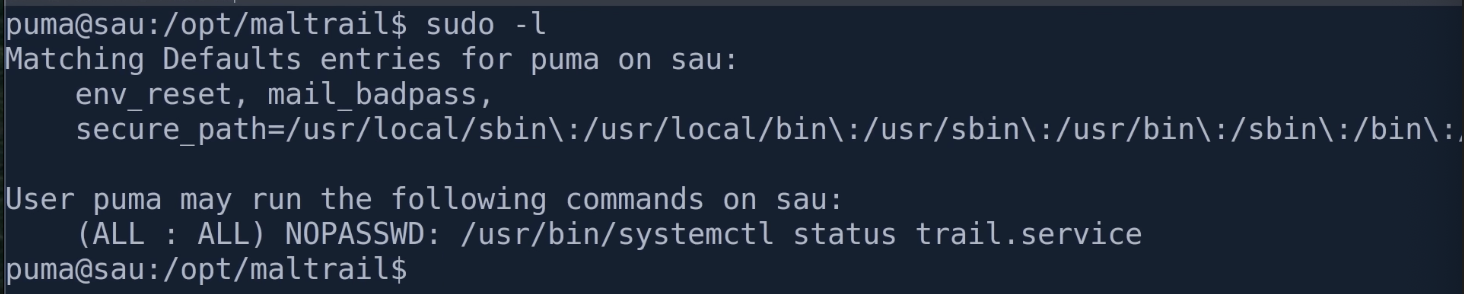 puma@sau:/opt/maltrail$ sudo -l
Matching Defaults entries for puma on sau:
    env_reset, mail_badpass,
    secure_path=/usr/local/sbin\:/usr/local/bin\:/usr/sbin\:/usr/bin\:/sbin\:/bin\:/

User puma may run the following commands on sau:
    (ALL : ALL) NOPASSWD: /usr/bin/systemctl status trail.service
puma@sau:/opt/maltrail$